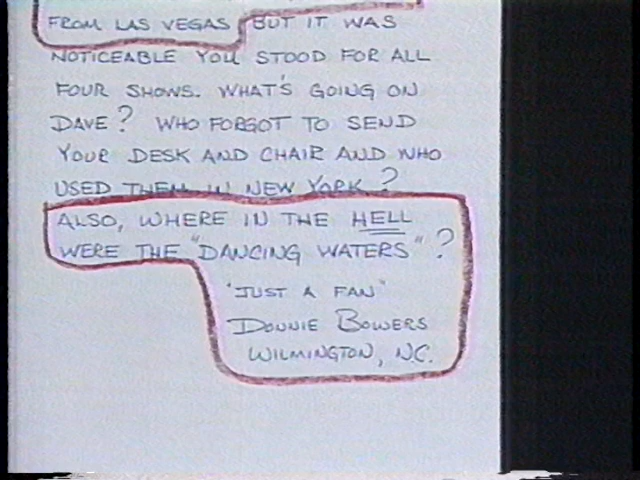 FROM LAS VEGAS BUT IT WAS
NOTICEABLE YOU STOOD FOR ALL
FOUR SHOWS. WHAT'S GOING ON
DAVE? WHO FORGOT TO SEND
YOUR DESK AND CHAIR AND WHO
USED THEM IN NEW YORK?
ALSO, WHERE IN THE HELL
WERE THE "DANCING WATERS"?
"JUST A FAN"
DONNIE BOWERS
WILMINGTON, N.C.